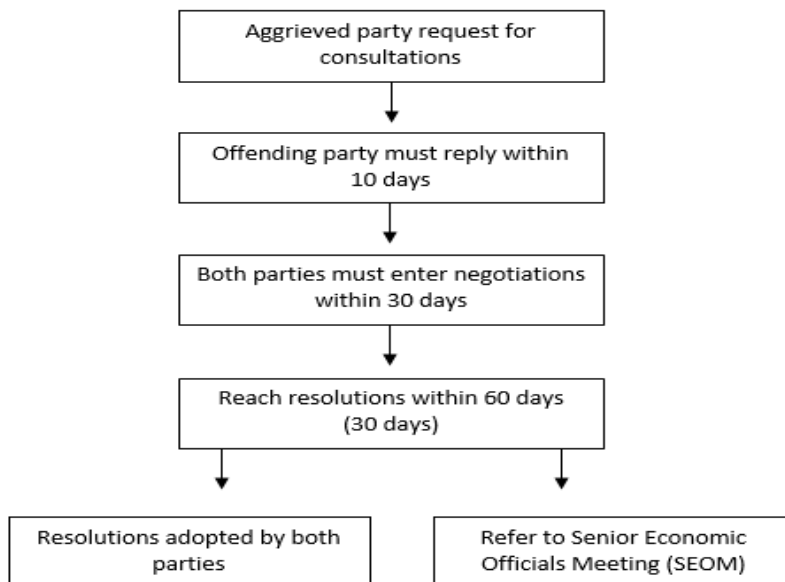 Aggrieved party request for
consultations
Offending party must reply within
10 days
Both parties must enter negotiations
within 30 days
Reach resolutions within 60 days
(30 days)
Resolutions adopted by both
parties
Refer to Senior Economic
Officials Meeting (SEOM)